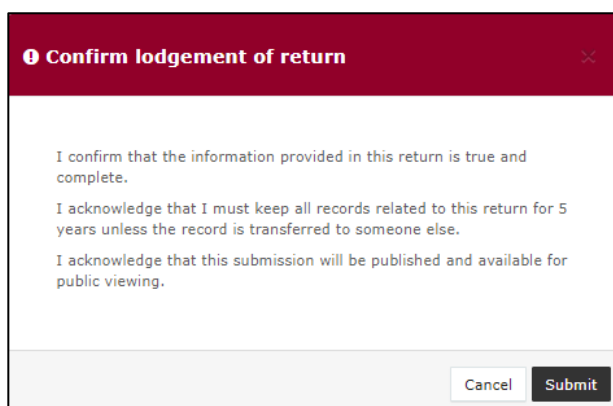 Confirm lodgement of return
I confirm that the information provided in this return is true and
complete.
I acknowledge that I must keep all records related to this return for 5
years unless the record is transferred to someone else.
I acknowledge that this submission will be published and available for
public viewing.
Cancel Submit